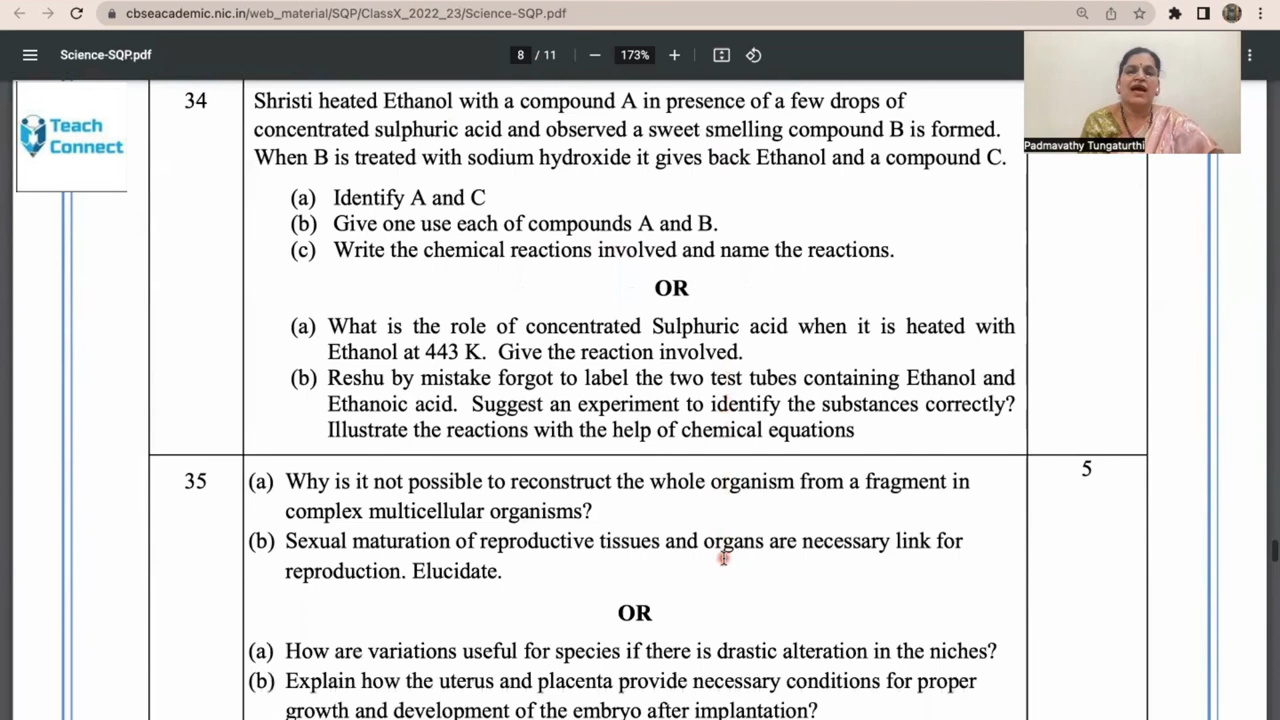 cbseacademic.nic.in/web_material/SQP/ClassX_2022_23/Science-SQP.pdf
Science-SQP.pdf
8 / 11
173%
Teach
Connect
Padmavathy Tungaturthi
34
Shristi heated Ethanol with a compound A in presence of a few drops of
concentrated sulphuric acid and observed a sweet smelling compound B is formed.
When B is treated with sodium hydroxide it gives back Ethanol and a compound C.
(a) Identify A and C
(b) Give one use each of compounds A and B.
(c) Write the chemical reactions involved and name the reactions.
OR
(a) What is the role of concentrated Sulphuric acid when it is heated with
Ethanol at 443 K. Give the reaction involved.
(b) Reshu by mistake forgot to label the two test tubes containing Ethanol and
Ethanoic acid. Suggest an experiment to identify the substances correctly?
Illustrate the reactions with the help of chemical equations
35
(a) Why is it not possible to reconstruct the whole organism from a fragment in
complex multicellular organisms?
(b) Sexual maturation of reproductive tissues and organs are necessary link for
reproduction. Elucidate.
OR
(a) How are variations useful for species if there is drastic alteration in the niches?
(b) Explain how the uterus and placenta provide necessary conditions for proper
growth and development of the embryo after implantation?
5